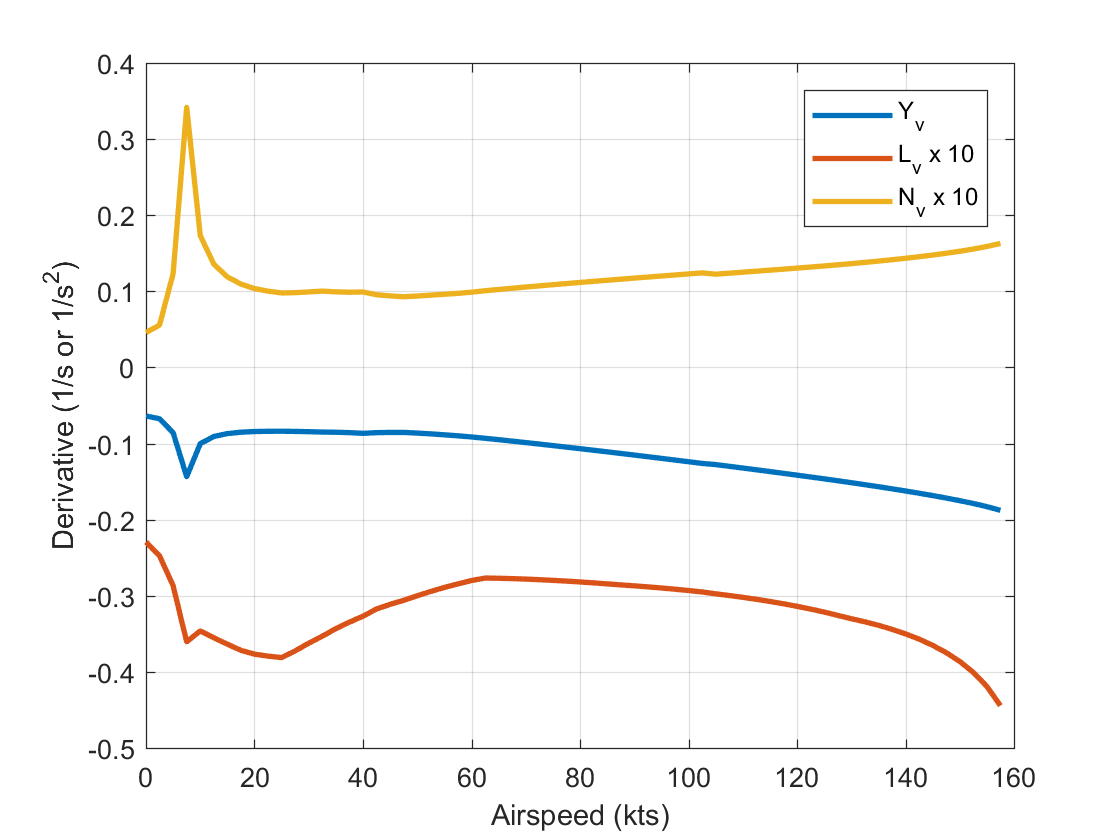 0.4
0.3
0.2
0.1
0
-0.1
-0.2
-0.3
-0.4
-0.5
Derivative (1/s or 1/s²)
Yᵥ
Lᵥ x 10
Nᵥ x 10
0 20 40 60 80 100 120 140 160
Airspeed (kts)